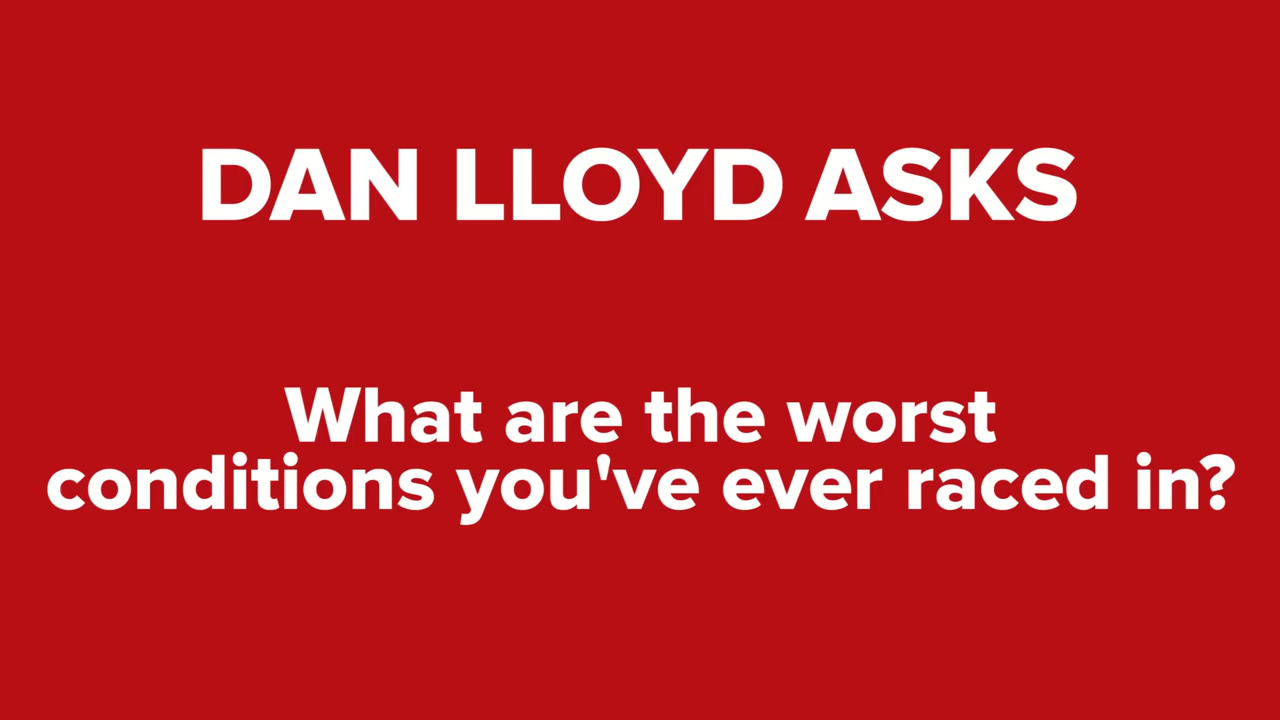 DAN LLOYD ASKS
What are the worst
conditions you've ever raced in?